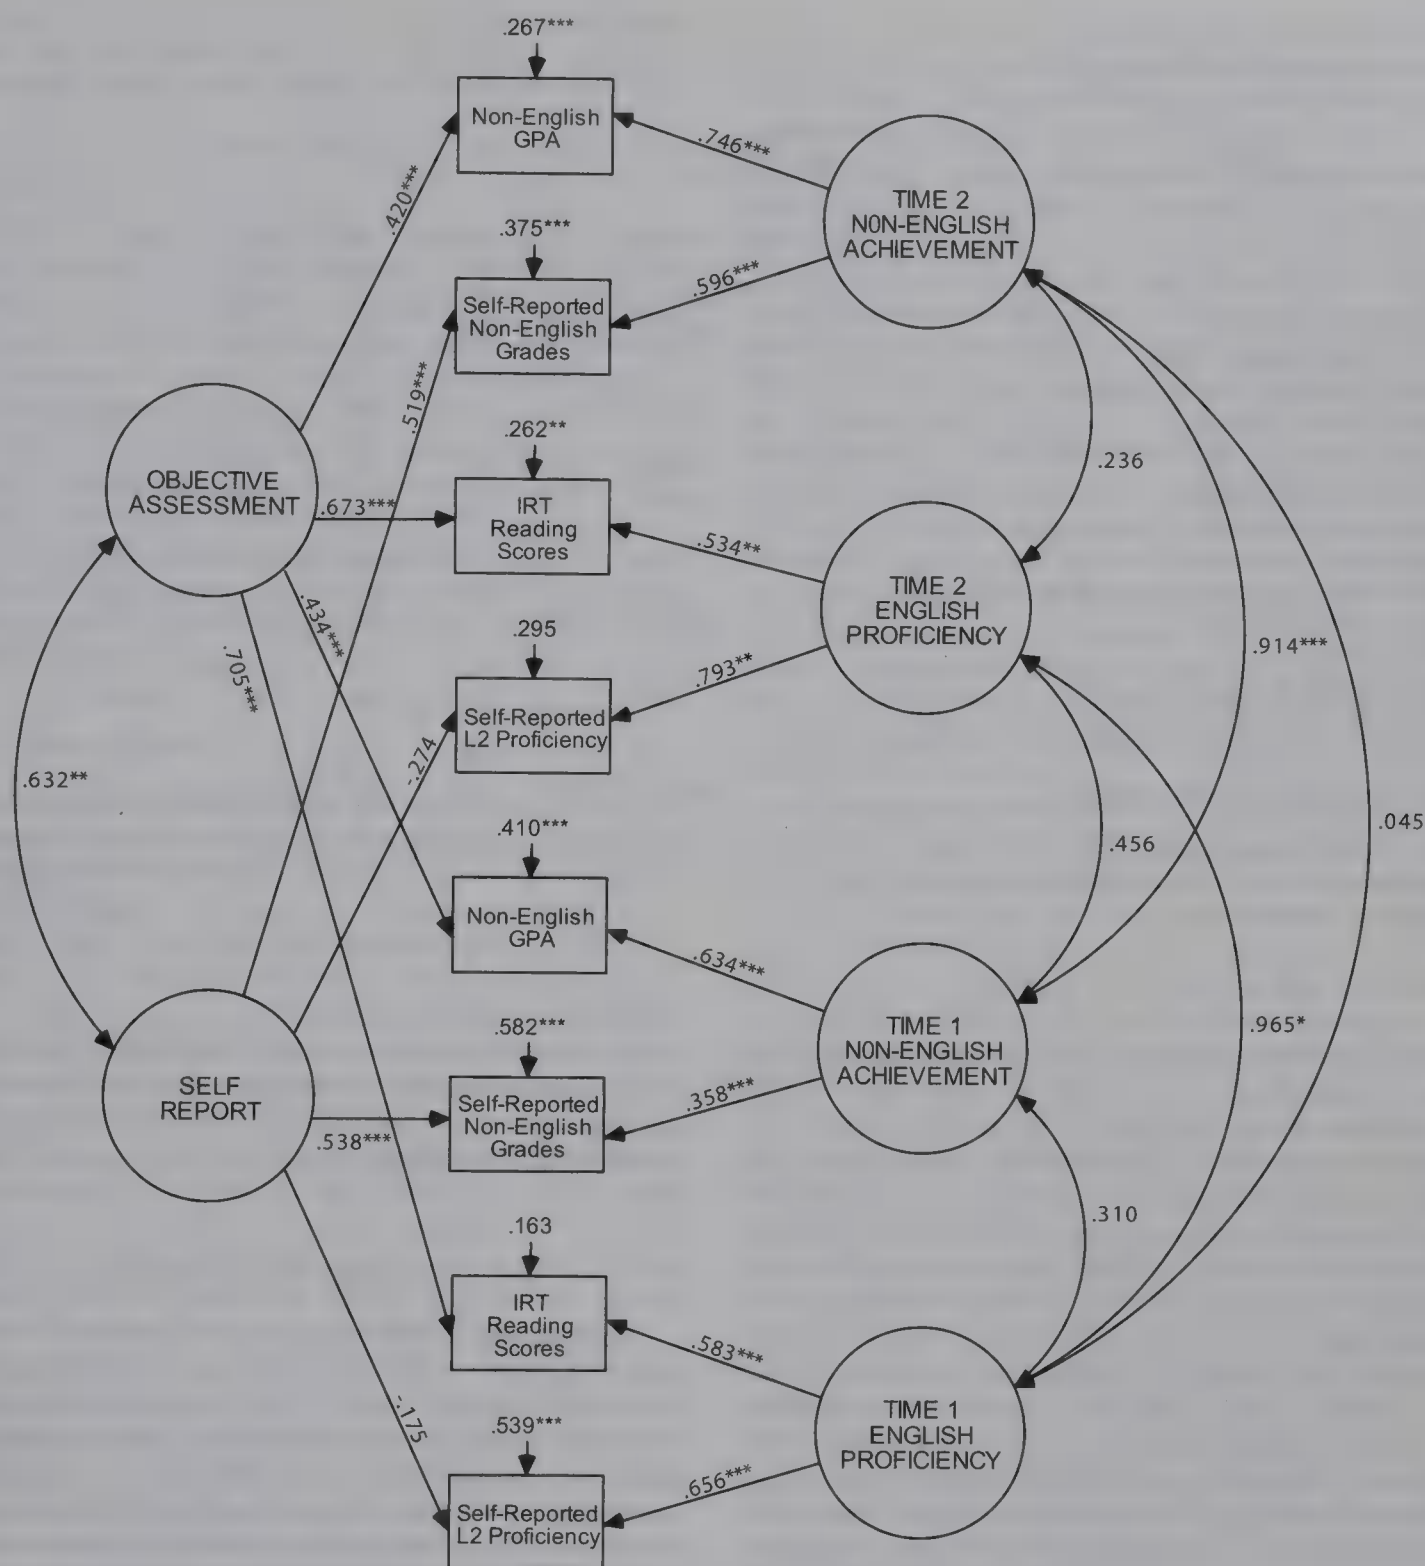 .267***
Non-English
GPA
.420***
.746***
TIME 2
N0N-ENGLISH
ACHIEVEMENT
.375***
Self-Reported
Non-English
Grades
.519***
.596***
.262**
IRT
Reading
Scores
OBJECTIVE
ASSESSMENT
.673***
.534**
.236
TIME 2
ENGLISH
PROFICIENCY
.434***
.705***
.295
Self-Reported
L2 Proficiency
.793**
.914***
-.274
.632**
.045
.410***
Non-English
GPA
.456
.634***
TIME 1
N0N-ENGLISH
ACHIEVEMENT
.965*
.582***
Self-Reported
Non-English
Grades
SELF
REPORT
.538***
.358***
.310
.163
IRT
Reading
Scores
.583***
-.175
TIME 1
ENGLISH
PROFICIENCY
.539***
Self-Reported
L2 Proficiency
.656***